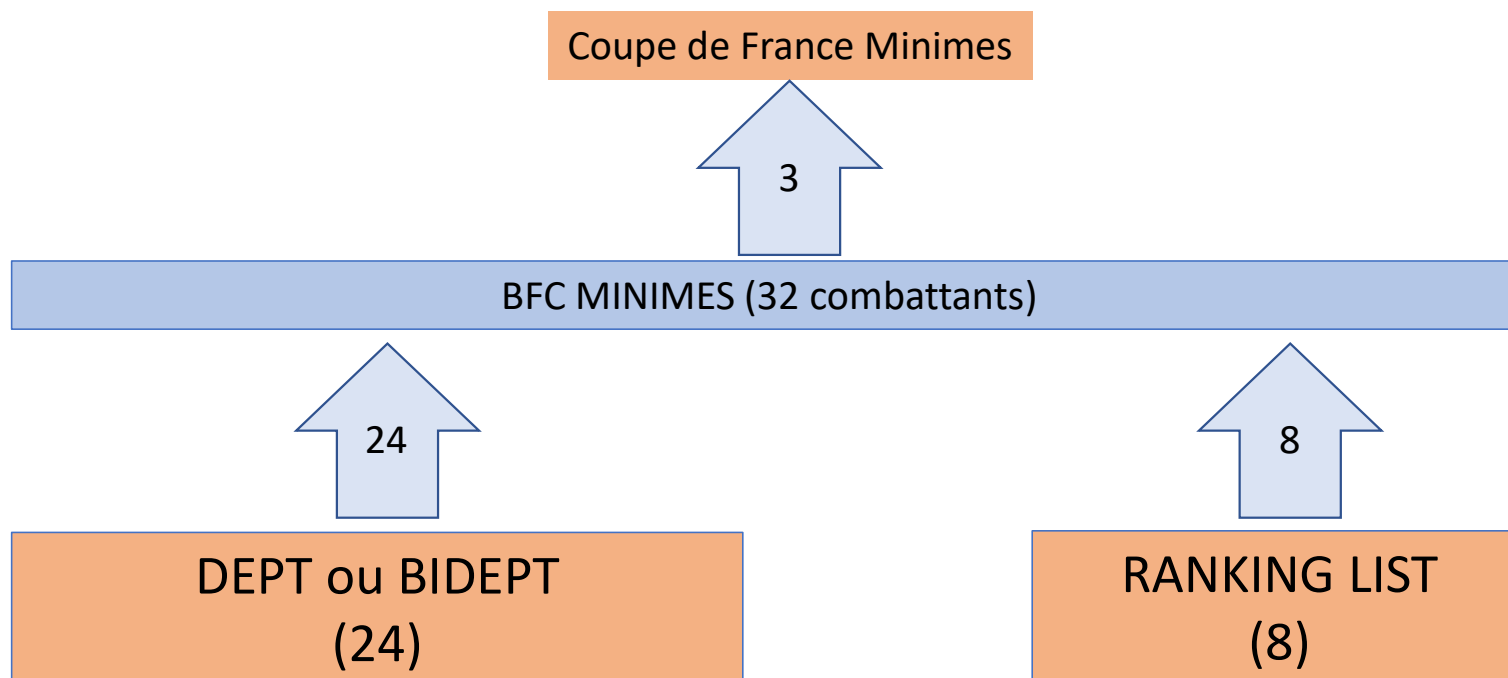 Coupe de France Minimes
3
BFC MINIMES (32 combattants)
24
8
DEPT ou BIDEPT
(24)
RANKING LIST
(8)